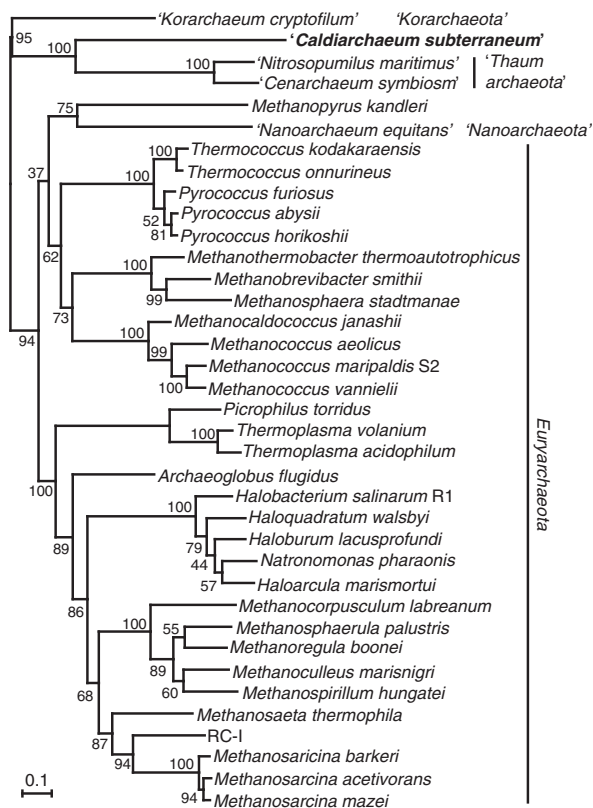 'Korarchaeum cryptofilum' 'Korarchaeota'
95
'Caldiarchaeum subterraneum'
100
'Nitrosopumilus maritimus' 'Thaum
100
'Cenarchaeum symbiosm' archaeota'
75
Methanopyrus kandleri
'Nanoarchaeum equitans' 'Nanoarchaeota'
100
Thermococcus kodakaraensis
Thermococcus onnurineus
37
100
Pyrococcus furiosus
52
Pyrococcus abysii
81
Pyrococcus horikoshii
62
Methanothermobacter thermoautotrophicus
100
Methanobrevibacter smithii
99
Methanosphaera stadtmanae
73
Methanocaldococcus janashii
100
94
Methanococcus aeolicus
99
Methanococcus maripaldis S2
100
Methanococcus vannielii
Picrophilus torridus
Thermoplasma volanium
100
Thermoplasma acidophilum
Archaeoglobus flugidus
100
Halobacterium salinarum R1
100
Haloquadratum walsbyi
89
79
Haloburum lacusprofundi
44
Natronomonas pharaonis
57
Haloarcula marismortui
86
Methanocorpusculum labreanum
100
55
Methanosphaerula palustris
Methanoregula boonei
89
Methanoculleus marisnigri
60
Methanospirillum hungatei
68
Methanosaeta thermophila
87
RC-I
94
100
Methanosaricina barkeri
Methanosarcina acetivorans
94
Methanosarcina mazei
Euryarchaeota
0.1